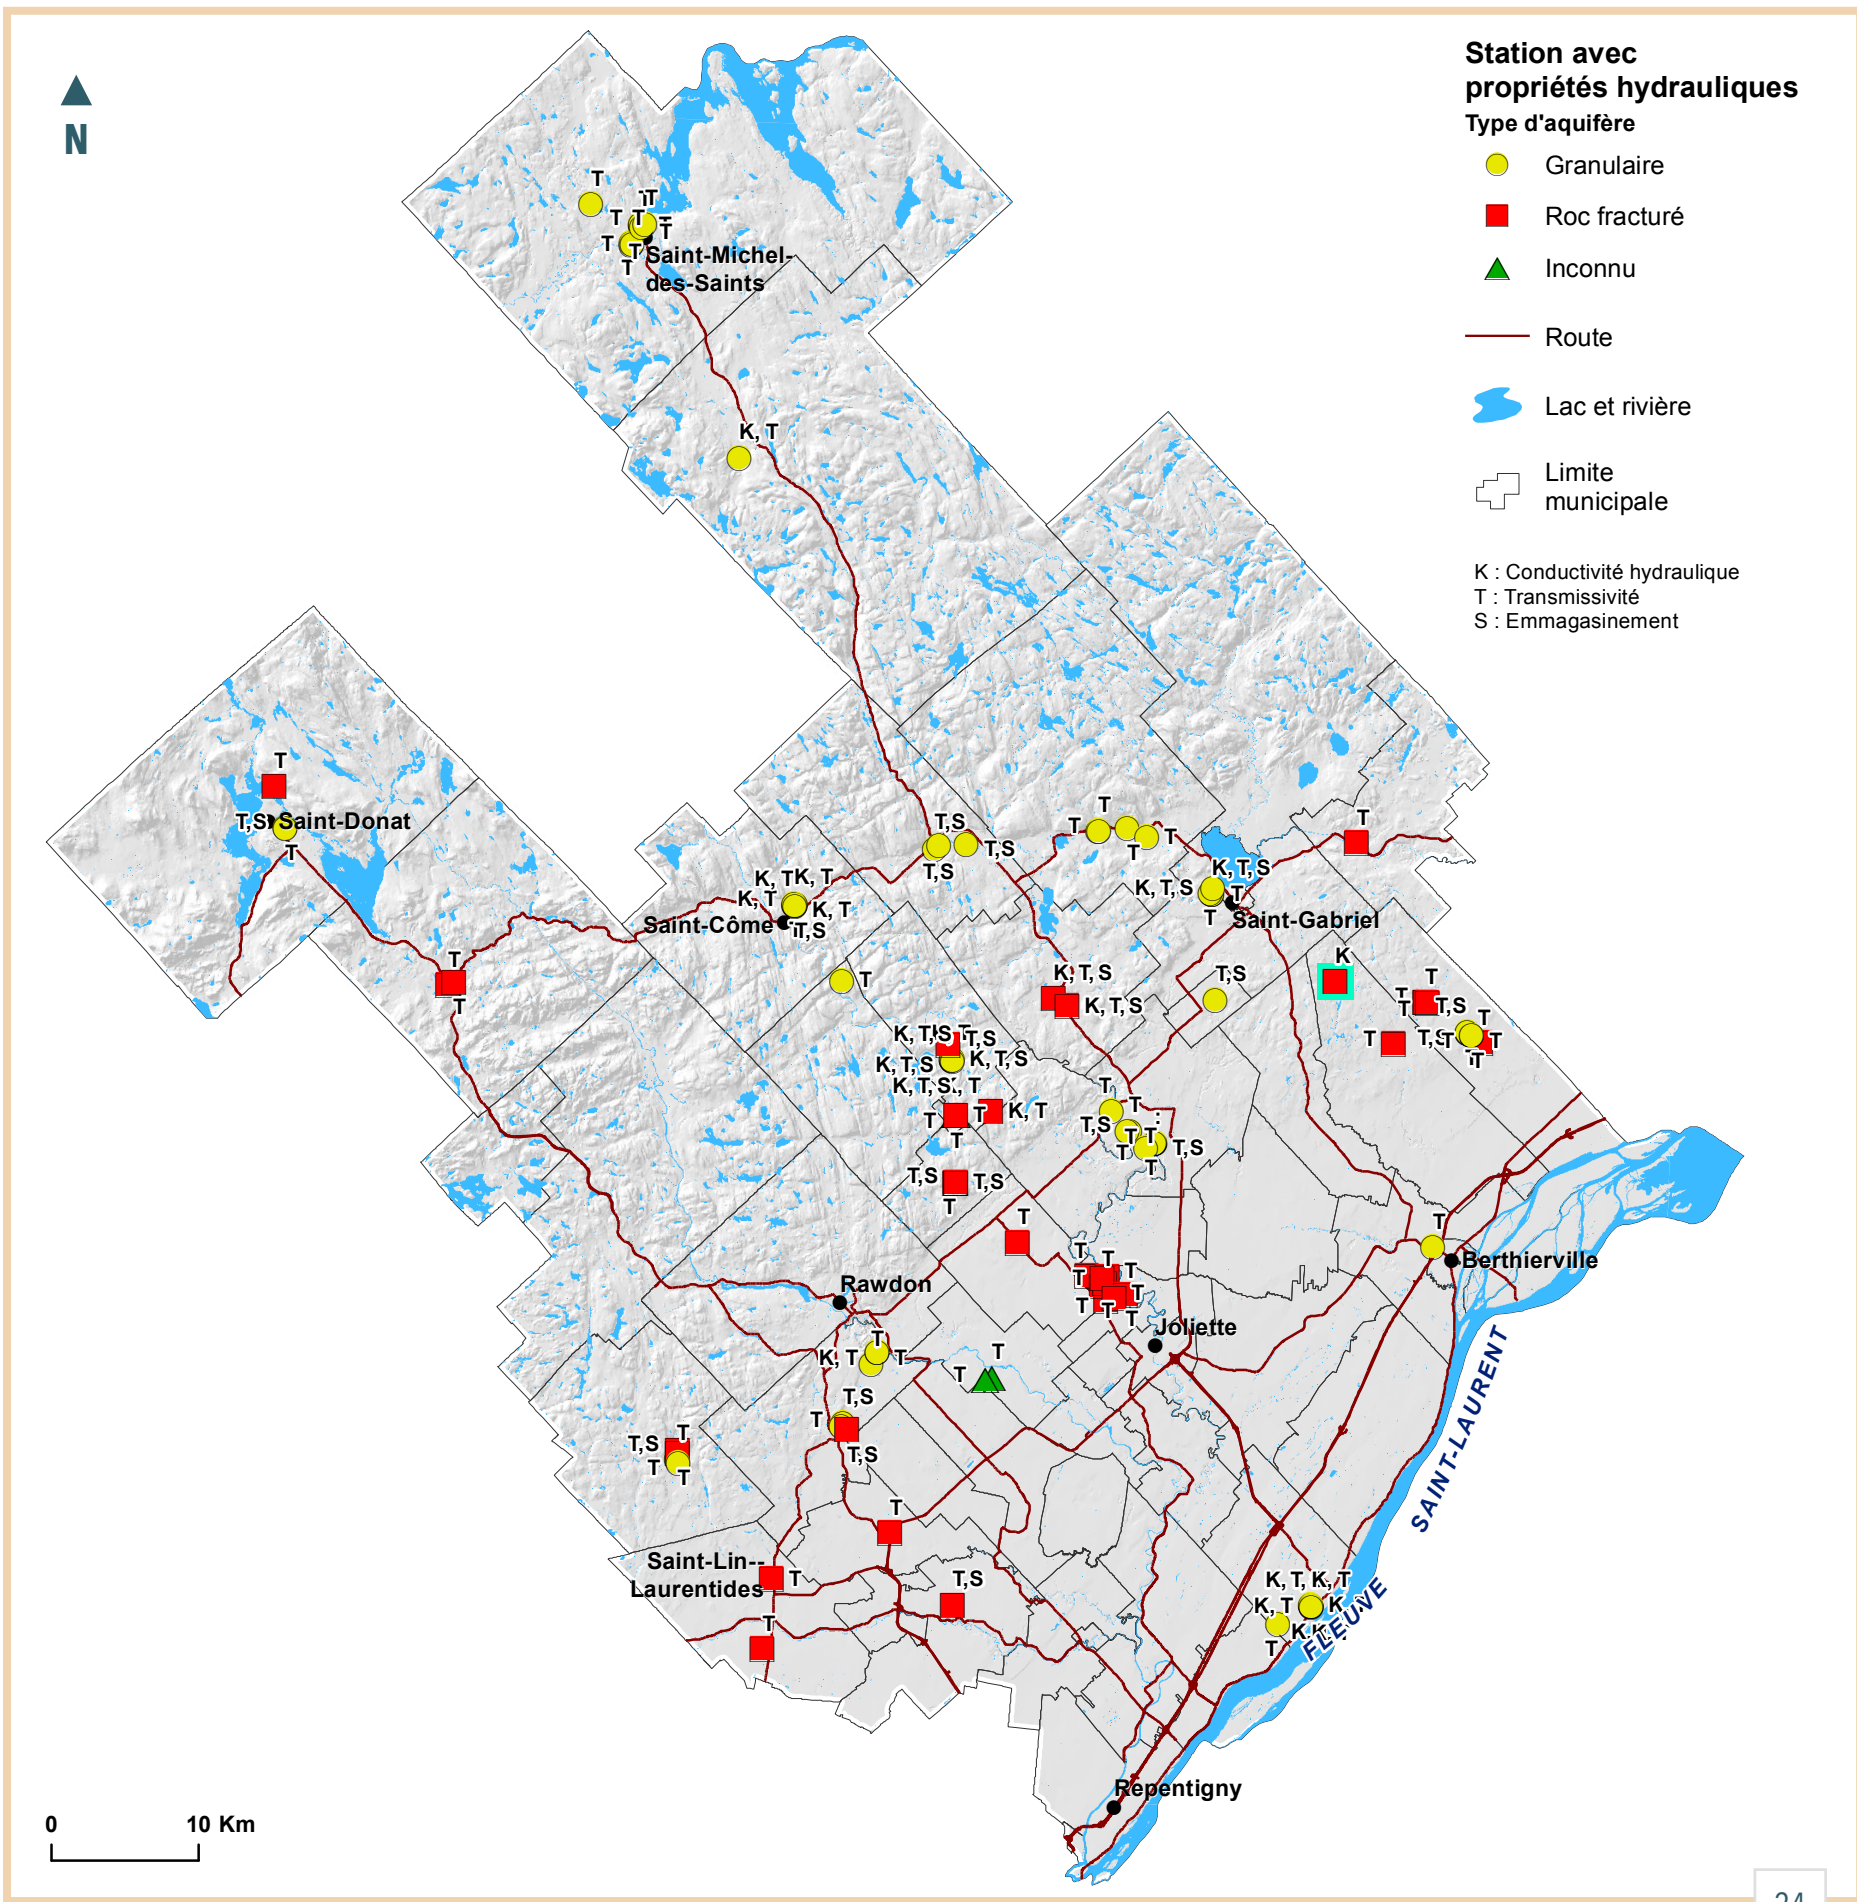 N
Station avec
propriétés hydrauliques
Type d'aquifère
Granulaire
Roc fracturé
Inconnu
Route
Lac et rivière
Limite
municipale
K : Conductivité hydraulique
T : Transmissivité
S : Emmagasinement
T
T
T
T
T
T
T
T
Saint-Michel-
des-Saints
K, T
T
T,S
Saint-Donat
T
T
T
T,S
T,S
T,S
T
T
T
T
T
K, T
K, T
K, T
K, T
T,S
Saint-Côme
T
K, T, S
K, T, S
T
T
Saint-Gabriel
T,S
K
T
T
T
T,S
T
T
T,S
T
T
T
K, T, S
K, T, S
K, T,S
T,S
K, T, S
K, T, S
K, T, S
T
T
T
K, T
T
T,S
T,S
T
T
T
T,S
T
T
T
T
T,S
T
T
T
T
T
T
T
T
T
T
Joliette
T
Berthierville
Rawdon
T
K, T
T
T
T
T,S
T
T,S
T
T,S
T
T
T
Saint-Lin--
Laurentides
T
T
T,S
K, T, K, T
K, T
K
T
FLEUVE
SAINT-LAURENT
Repentigny
0
10 Km